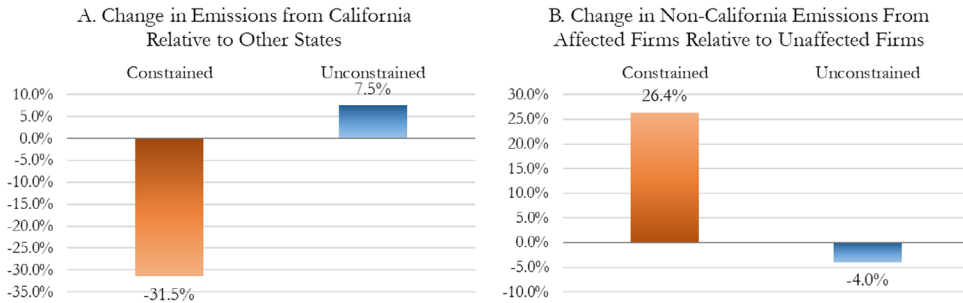 A. Change in Emissions from California
Relative to Other States
Constrained
Unconstrained
7.5%
10.0%
5.0%
0.0%
-5.0%
-10.0%
-15.0%
-20.0%
-25.0%
-30.0%
-35.0%
-31.5%
B. Change in Non-California Emissions From
Affected Firms Relative to Unaffected Firms
Constrained
Unconstrained
26.4%
30.0%
25.0%
20.0%
15.0%
10.0%
5.0%
0.0%
-5.0%
-10.0%
-4.0%